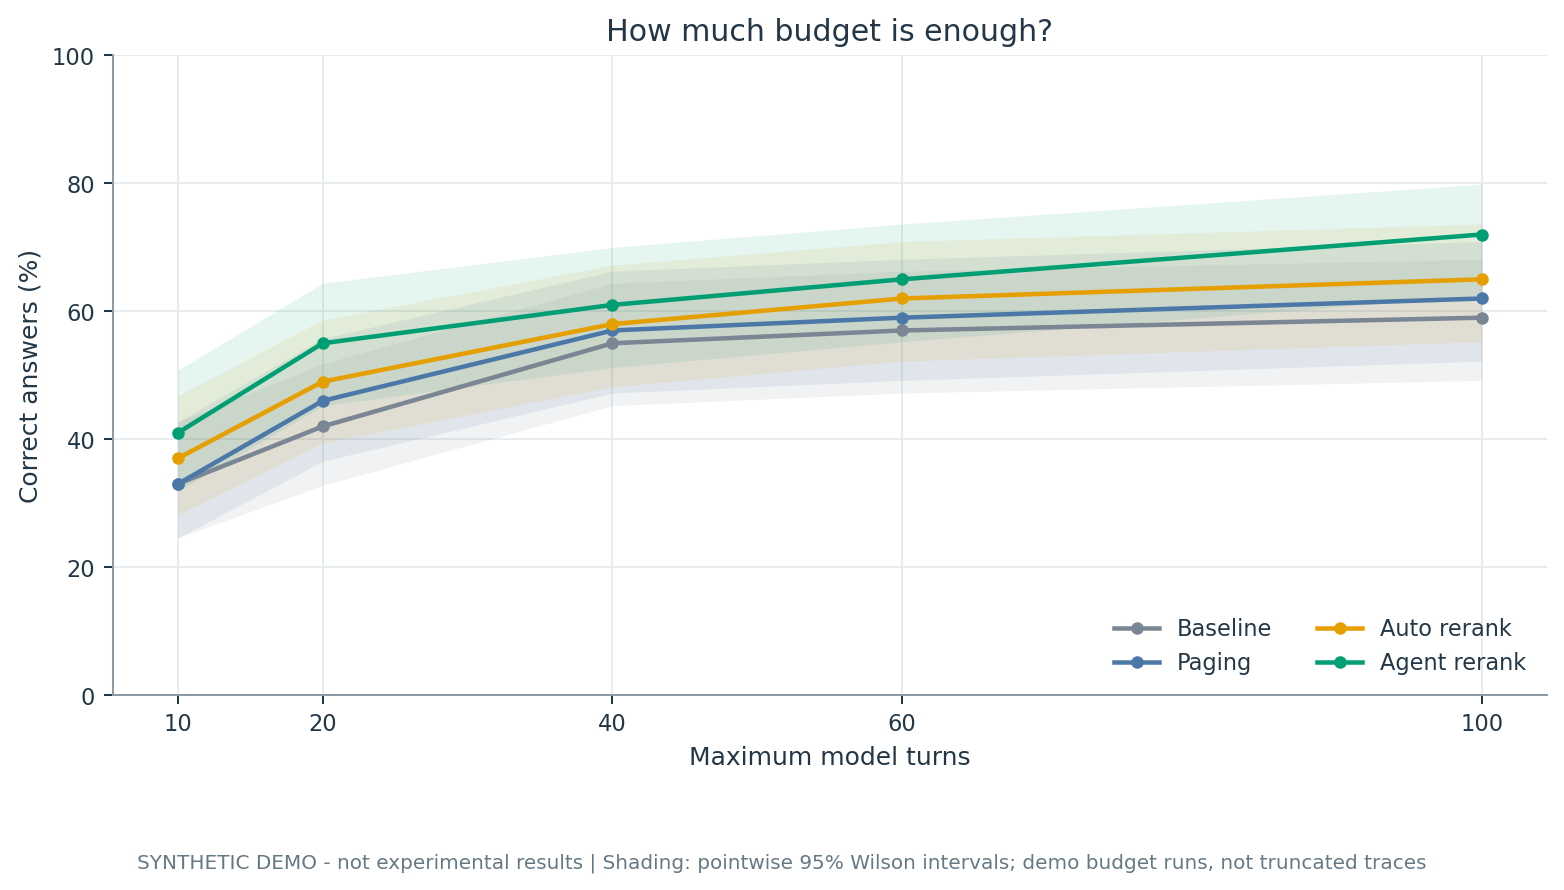 How much budget is enough?
100
80
60
40
20
0
Correct answers (%)
10 20 40 60 100
Maximum model turns
Baseline
Paging
Auto rerank
Agent rerank
SYNTHETIC DEMO - not experimental results | Shading: pointwise 95% Wilson intervals; demo budget runs, not truncated traces